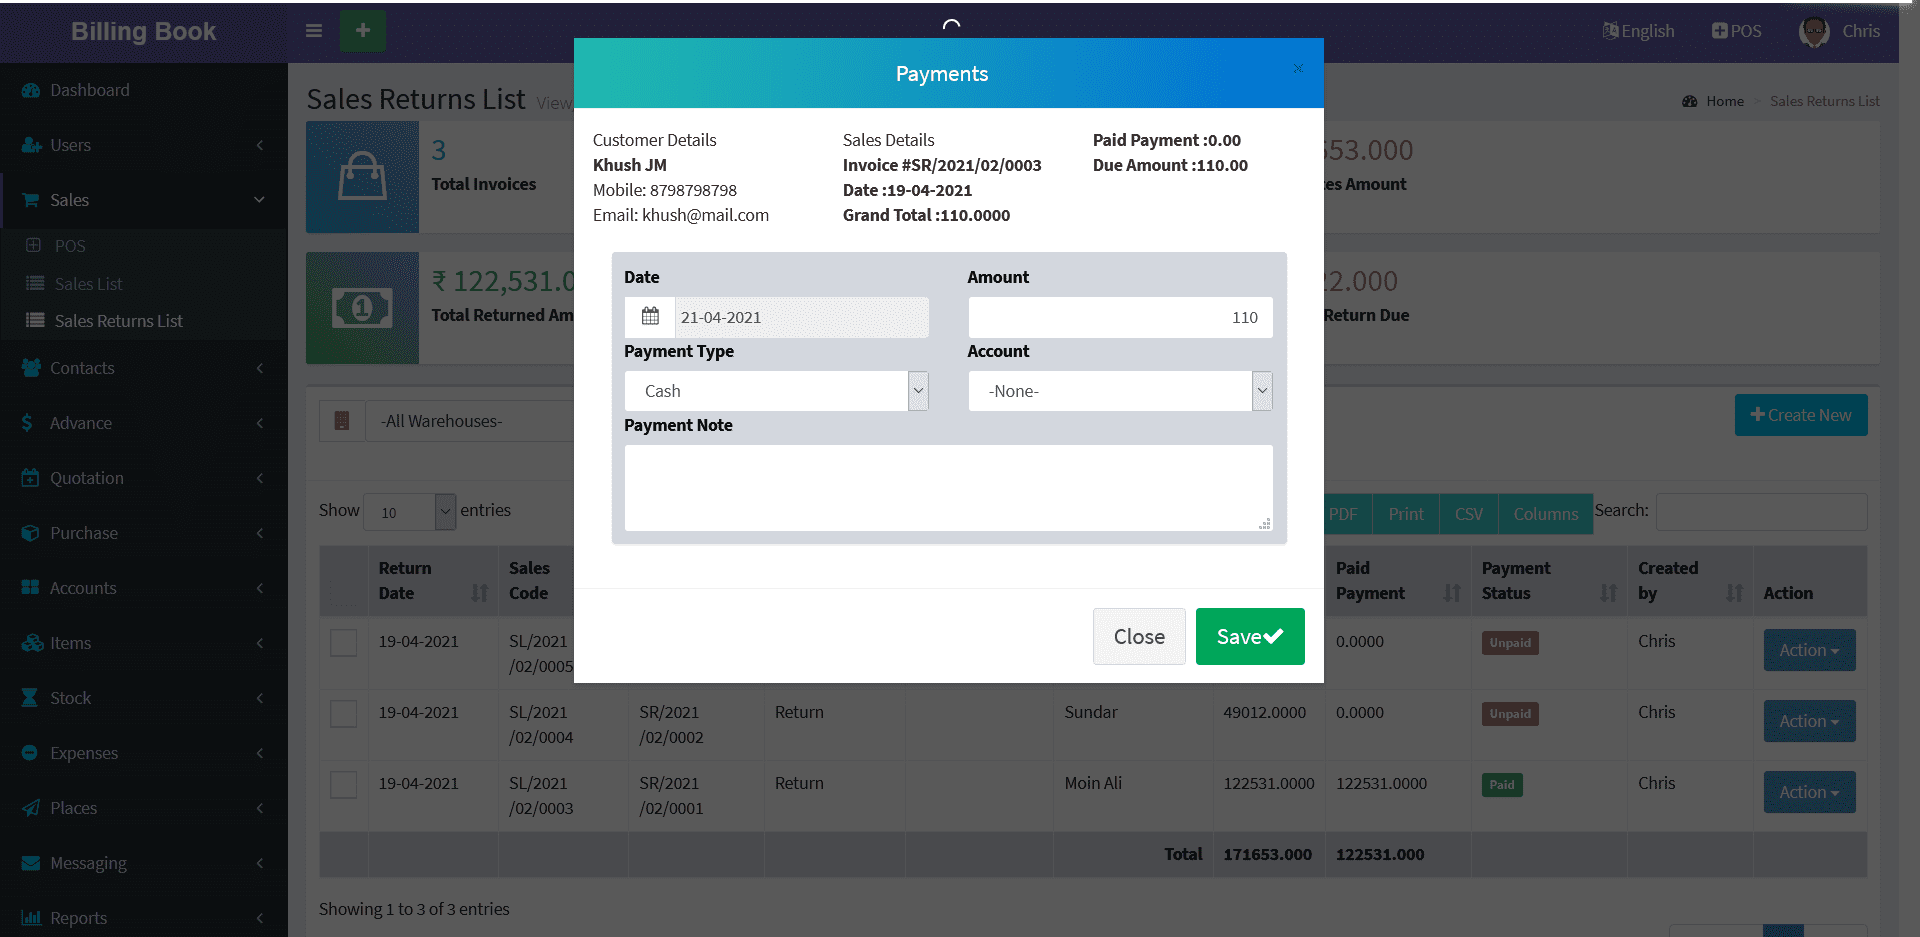 Billing Book
English
POS
Chris
Dashboard
Users
Sales
POS
Sales List
Sales Returns List
Contacts
Advance
Quotation
Purchase
Accounts
Items
Stock
Expenses
Places
Messaging
Reports
Sales Returns List
Home > Sales Returns List
3
Total Invoices
₹ 122,531.0
Total Returned Am
Amount
Return Due
-All Warehouses-
Create New
Show 10 entries
PDF Print CSV Columns
Search:
Payments
×
Customer Details
Khush JM
Mobile: 8798798798
Email: khush@mail.com
Sales Details
Invoice #SR/2021/02/0003
Date :19-04-2021
Grand Total :110.0000
Paid Payment :0.00
Due Amount :110.00
Date
21-04-2021
Amount
110
Payment Type
Cash
Account
-None-
Payment Note
Close
Save
Return Date
Sales Code
Paid Payment
Payment Status
Created by
Action
19-04-2021 SL/2021/02/0005 0.0000 Unpaid Chris Action
19-04-2021 SL/2021/02/0004 SR/2021/02/0002 Return Sundar 49012.0000 0.0000 Unpaid Chris Action
19-04-2021 SL/2021/02/0003 SR/2021/02/0001 Return Moin Ali 122531.0000 122531.0000 Paid Chris Action
Total 171653.000 122531.000
Showing 1 to 3 of 3 entries